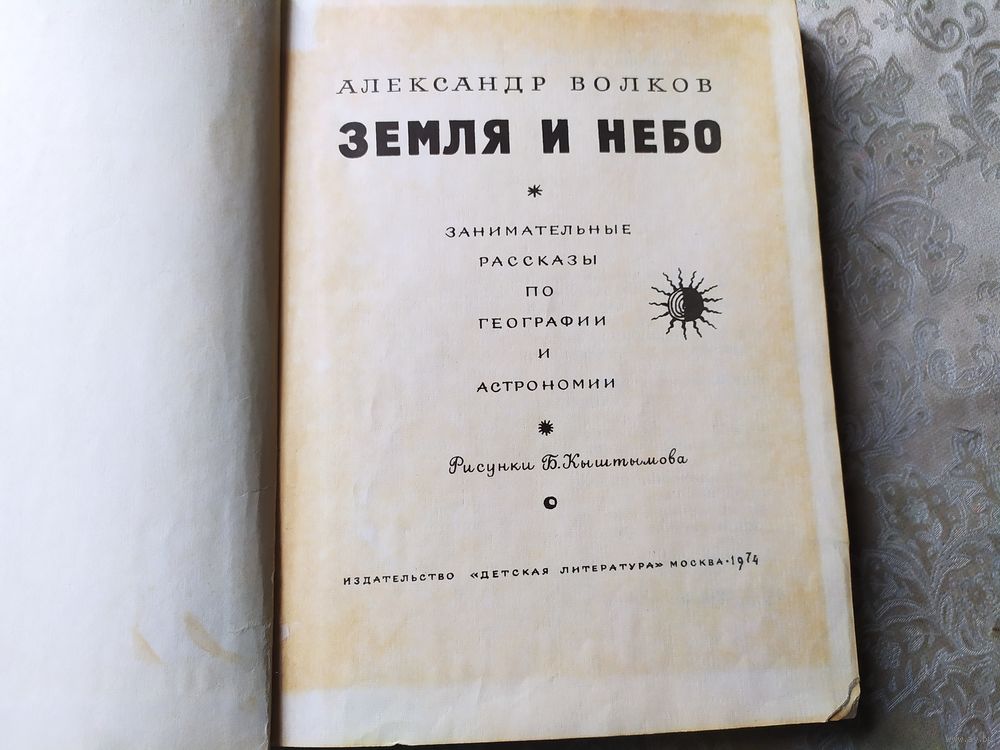 АЛЕКСАНДР ВОЛКОВ
ЗЕМЛЯ И НЕБО
ЗАНИМАТЕЛЬНЫЕ
РАССКАЗЫ
ПО
ГЕОГРАФИИ
И
АСТРОНОМИИ
Рисунки Б. Кыштымова
ИЗДАТЕЛЬСТВО «ДЕТСКАЯ ЛИТЕРАТУРА» МОСКВА · 1974